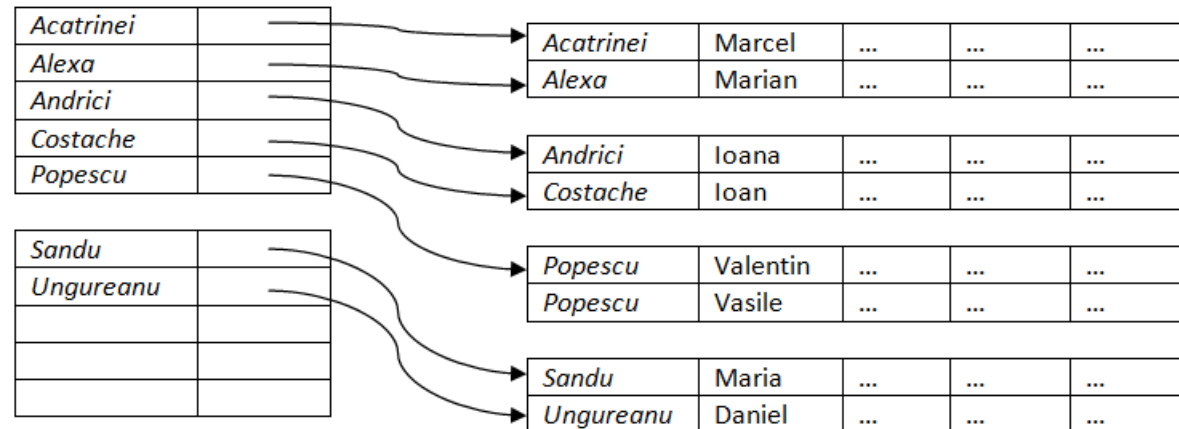 Acatrinei
Alexa
Andrici
Costache
Popescu
Sandu
Ungureanu
Acatrinei Marcel ... ... ...
Alexa Marian ... ... ...
Andrici Ioana ... ... ...
Costache Ioan ... ... ...
Popescu Valentin ... ... ...
Popescu Vasile ... ... ...
Sandu Maria ... ... ...
Ungureanu Daniel ... ... ...